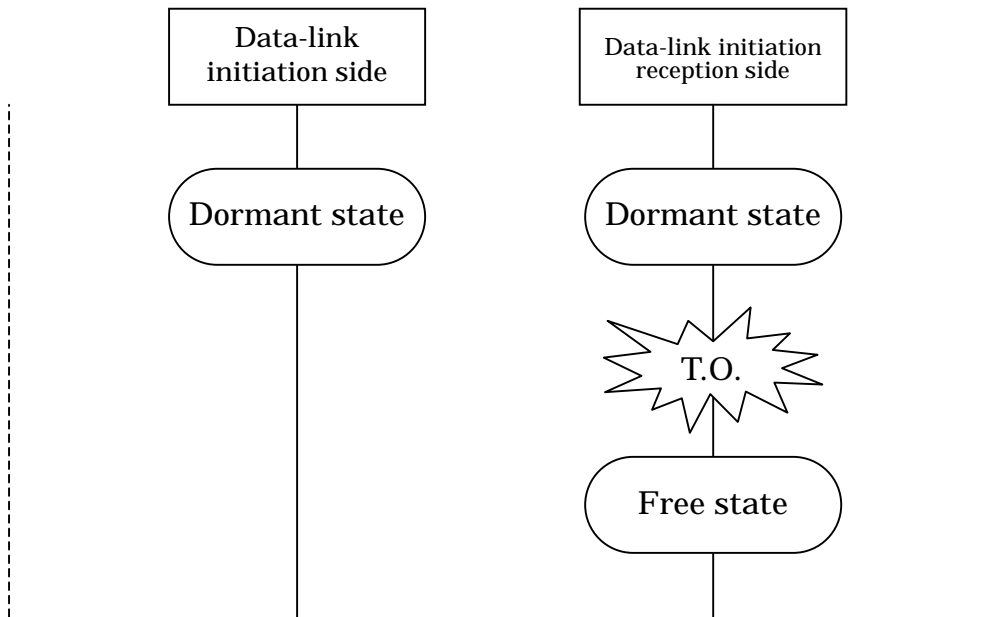 Data-link
initiation side
Data-link initiation
reception side
Dormant state
Dormant state
T.O.
Free state